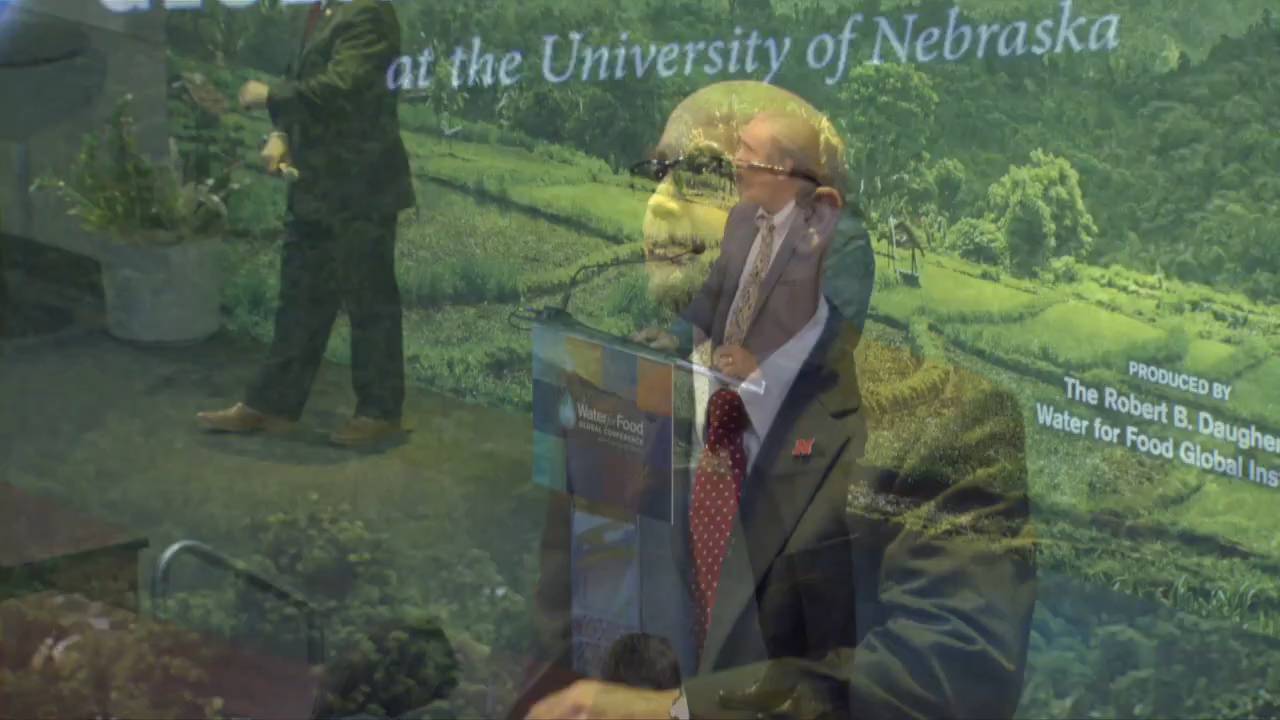 at the University of Nebraska
PRODUCED BY
The Robert B. Daugher
Water for Food Global Ins
Water for Food
GLOBAL CONFERENCE
N